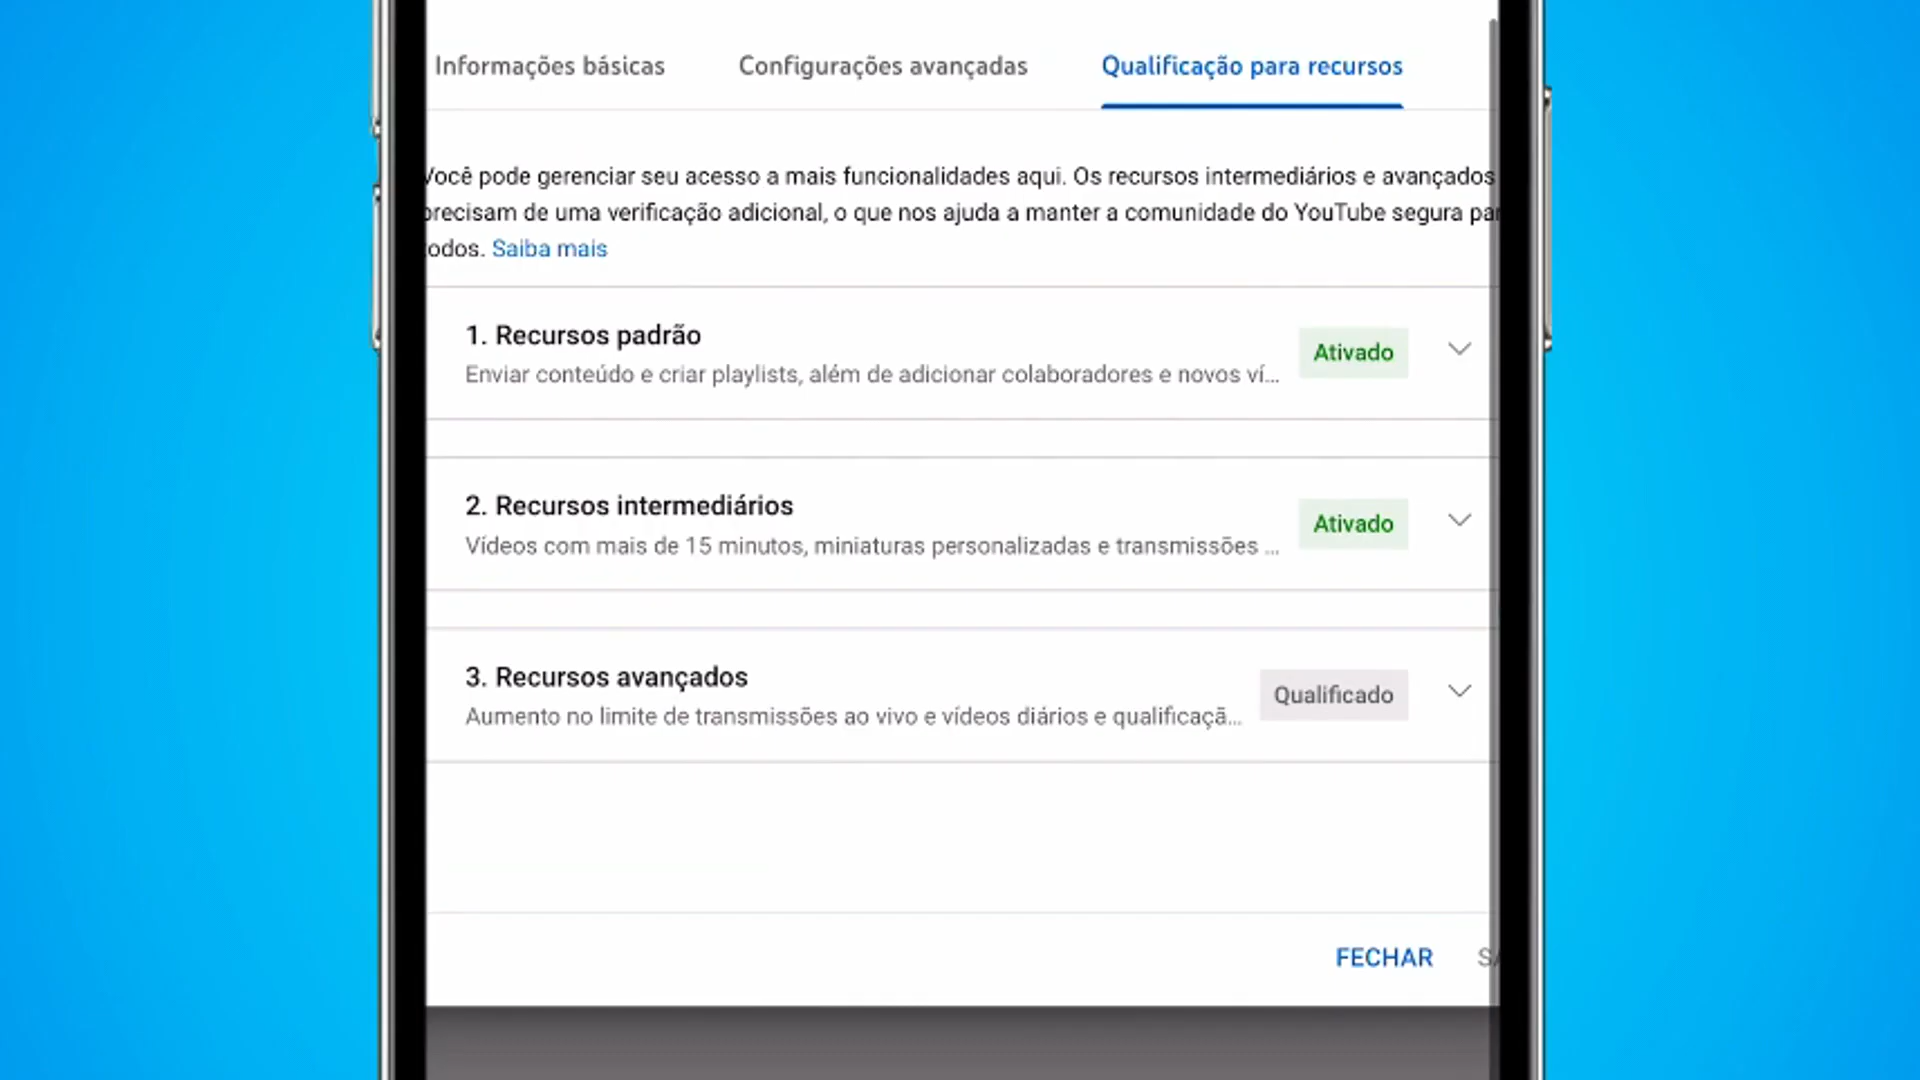 Informações básicas Configurações avançadas Qualificação para recursos
Você pode gerenciar seu acesso a mais funcionalidades aqui. Os recursos intermediários e avançados
precisam de uma verificação adicional, o que nos ajuda a manter a comunidade do YouTube segura par
todos. Saiba mais
1. Recursos padrão
Ativado
Enviar conteúdo e criar playlists, além de adicionar colaboradores e novos ví...
2. Recursos intermediários
Ativado
Vídeos com mais de 15 minutos, miniaturas personalizadas e transmissões ...
3. Recursos avançados
Qualificado
Aumento no limite de transmissões ao vivo e vídeos diários e qualificaçã...
FECHAR